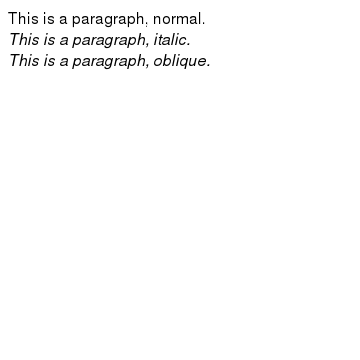 This is a paragraph, normal.
This is a paragraph, italic.
This is a paragraph, oblique.